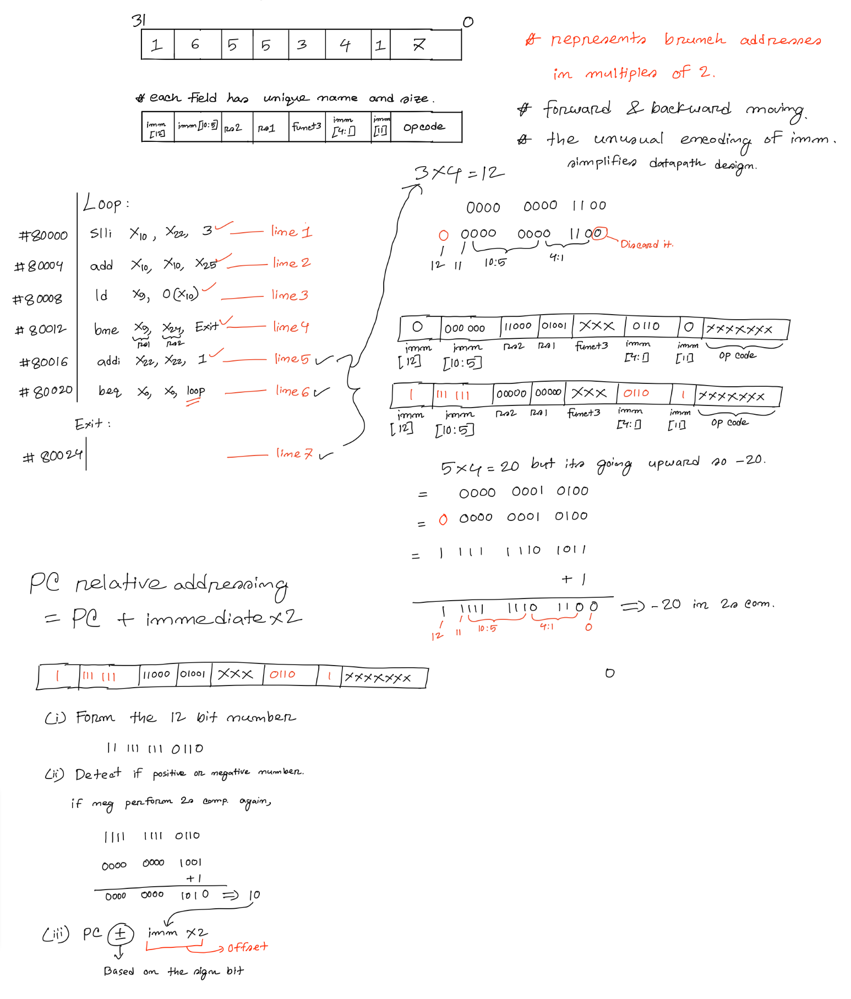 31 0
1 6 5 5 3 4 1 7
* each field has unique name and size.
imm [12] imm[10:5] rs2 rs1 funct3 imm [4:1] imm [11] opcode
* represents brunch addresses
in multiples of 2.
* forward & backward moving.
* the unusual encoding of imm.
simplifies datapath design.
Loop:
#80000 Slli X10, X22, 3 line 1
#80004 add X10, X10, X25 line 2
#80008 ld X9, 0(X10) line 3
#80012 bne X9, X24, Exit line 4
rs1 rs2
#80016 addi X22, X22, 1 line 5
#80020 beq X0, X0, loop line 6
Exit:
#80024 line 7
3×4=12
0000 0000 1100
0 0000 0000 1100 Discard it.
12 11 10:5 4:1
0 000 000 11000 01001 XXX 0110 0 XXXXXXX
imm [12] imm [10:5] rs2 rs1 funct3 imm [4:1] imm [11] op code
1 111 111 00000 00000 XXX 0110 1 XXXXXXX
imm [12] imm [10:5] rs2 rs1 funct3 imm [4:1] imm [11] op code
5×4=20 but its going upward so -20.
= 0000 0001 0100
= 0 0000 0001 0100
= 1 111 1110 1011
+ 1
1 1111 1110 1100 => -20 in 2s com.
12 11 10:5 4:1 0
PC relative addressing
= PC + immediate×2
1 111 111 11000 01001 XXX 0110 1 XXXXXXX
0
(i) Form the 12 bit number
11 111 111 0110
(ii) Detect if positive or negative number.
if neg perform 2s comp. again,
1111 1111 0110
0000 0000 1001
+1
0000 0000 1010 => 10
(iii) PC ± imm ×2
offset
Based on the sign bit